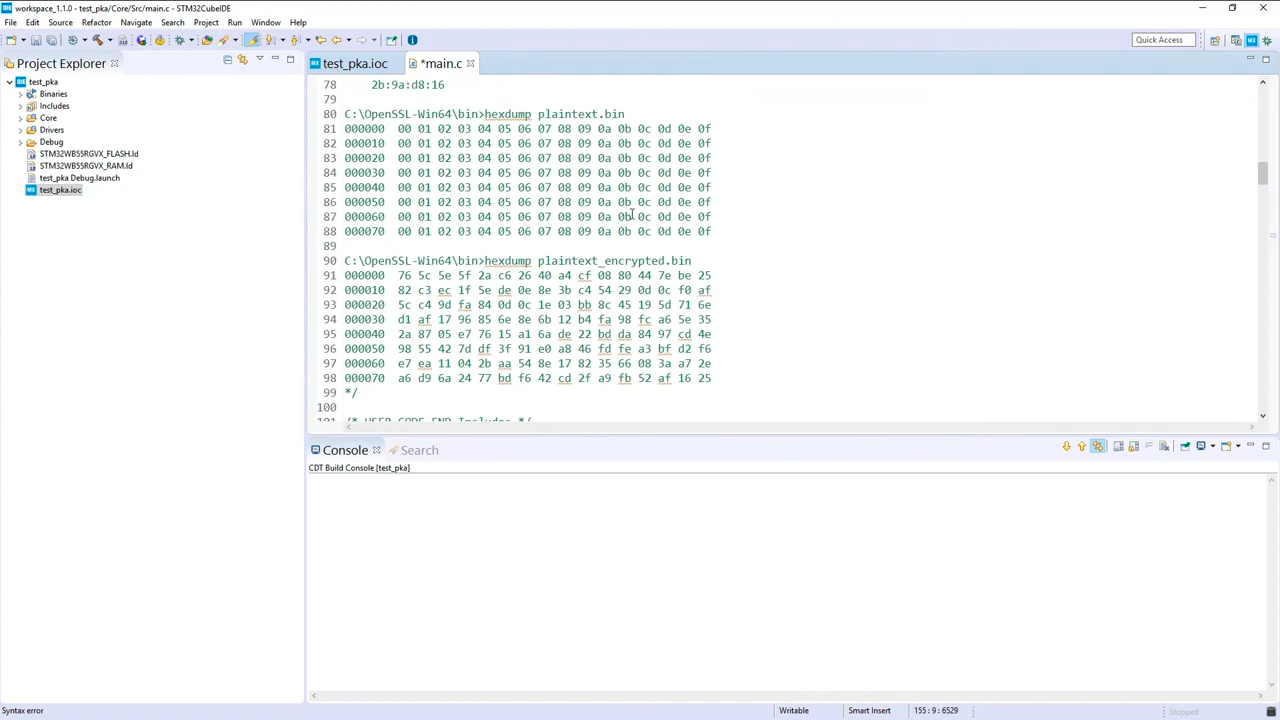 workspace_1.1.0 - test_pka/Core/Src/main.c - STM32CubeIDE
File Edit Source Refactor Navigate Search Project Run Window Help
Quick Access
Project Explorer
test_pka.ioc
*main.c
test_pka
Binaries
Includes
Core
Drivers
Debug
STM32WB55RGVX_FLASH.ld
STM32WB55RGVX_RAM.ld
test_pka Debug.launch
test_pka.ioc
78 2b:9a:d8:16
79
80 C:\OpenSSL-Win64\bin>hexdump plaintext.bin
81 000000 00 01 02 03 04 05 06 07 08 09 0a 0b 0c 0d 0e 0f
82 000010 00 01 02 03 04 05 06 07 08 09 0a 0b 0c 0d 0e 0f
83 000020 00 01 02 03 04 05 06 07 08 09 0a 0b 0c 0d 0e 0f
84 000030 00 01 02 03 04 05 06 07 08 09 0a 0b 0c 0d 0e 0f
85 000040 00 01 02 03 04 05 06 07 08 09 0a 0b 0c 0d 0e 0f
86 000050 00 01 02 03 04 05 06 07 08 09 0a 0b 0c 0d 0e 0f
87 000060 00 01 02 03 04 05 06 07 08 09 0a 0b 0c 0d 0e 0f
88 000070 00 01 02 03 04 05 06 07 08 09 0a 0b 0c 0d 0e 0f
89
90 C:\OpenSSL-Win64\bin>hexdump plaintext_encrypted.bin
91 000000 76 5c 5e 5f 2a c6 26 40 a4 cf 08 80 44 7e be 25
92 000010 82 c3 ec 1f 5e de 0e 8e 3b c4 54 29 0d 0c f0 af
93 000020 5c c4 9d fa 84 0d 0c 1e 03 bb 8c 45 19 5d 71 6e
94 000030 d1 af 17 96 85 6e 8e 6b 12 b4 fa 98 fc a6 5e 35
95 000040 2a 87 05 e7 76 15 a1 6a de 22 bd da 84 97 cd 4e
96 000050 98 55 42 7d df 3f 91 e0 a8 46 fd fe a3 bf d2 f6
97 000060 e7 ea 11 04 2b aa 54 8e 17 82 35 66 08 3a a7 2e
98 000070 a6 d9 6a 24 77 bd f6 42 cd 2f a9 fb 52 af 16 25
99 */
100
101 /* USER CODE END Includes */
Console
Search
CDT Build Console [test_pka]
Syntax error
Writable
Smart Insert
155 : 9 : 6529
Stopped